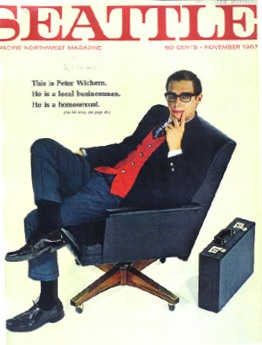 SEATTLE
PACIFIC NORTHWEST MAGAZINE
60 CENTS • NOVEMBER 1967
This is Peter Wichern.
He is a local businessman.
He is a homosexual.